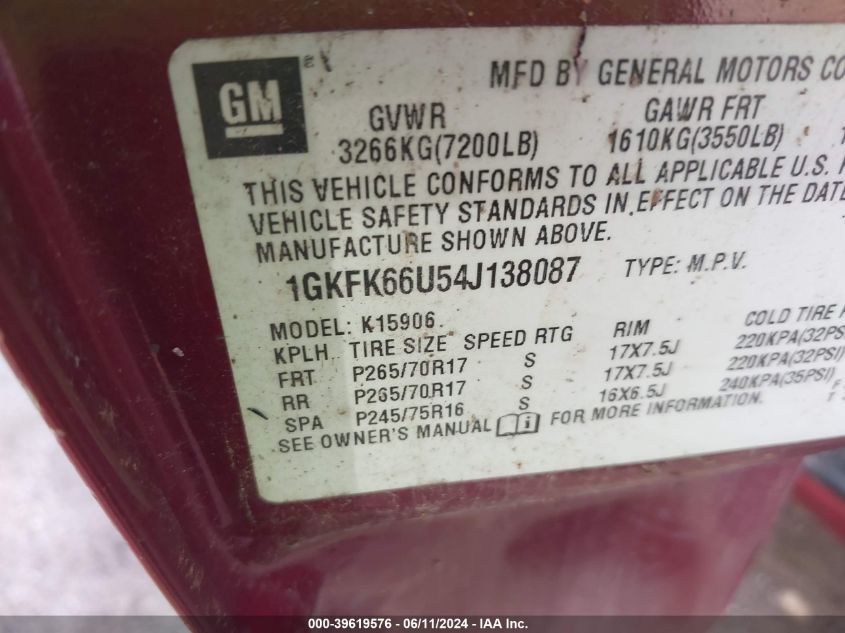 GM ®
MFD BY GENERAL MOTORS CO
GVWR GAWR FRT
3266KG(7200LB) 1610KG(3550LB)
THIS VEHICLE CONFORMS TO ALL APPLICABLE U.S.
VEHICLE SAFETY STANDARDS IN EFFECT ON THE DATE
MANUFACTURE SHOWN ABOVE.
1GKFK66U54J138087 TYPE: M.P.V.
MODEL: K15906
KPLH TIRE SIZE SPEED RTG RIM COLD TIRE
FRT P265/70R17 S 17X7.5J 220KPA(32PSI)
RR P265/70R17 S 17X7.5J 220KPA(32PSI)
SPA P245/75R16 S 16X6.5J 240KPA(35PSI)
SEE OWNER'S MANUAL FOR MORE INFORMATION.
000-39619576 / 06/11/2024 / IAAI.com